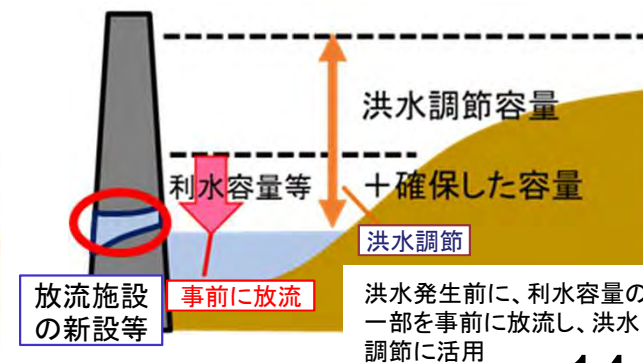 洪水調節容量
利水容量等
＋確保した容量
洪水調節
放流施設
の新設等
事前に放流
洪水発生前に、利水容量の
一部を事前に放流し、洪水
調節に活用